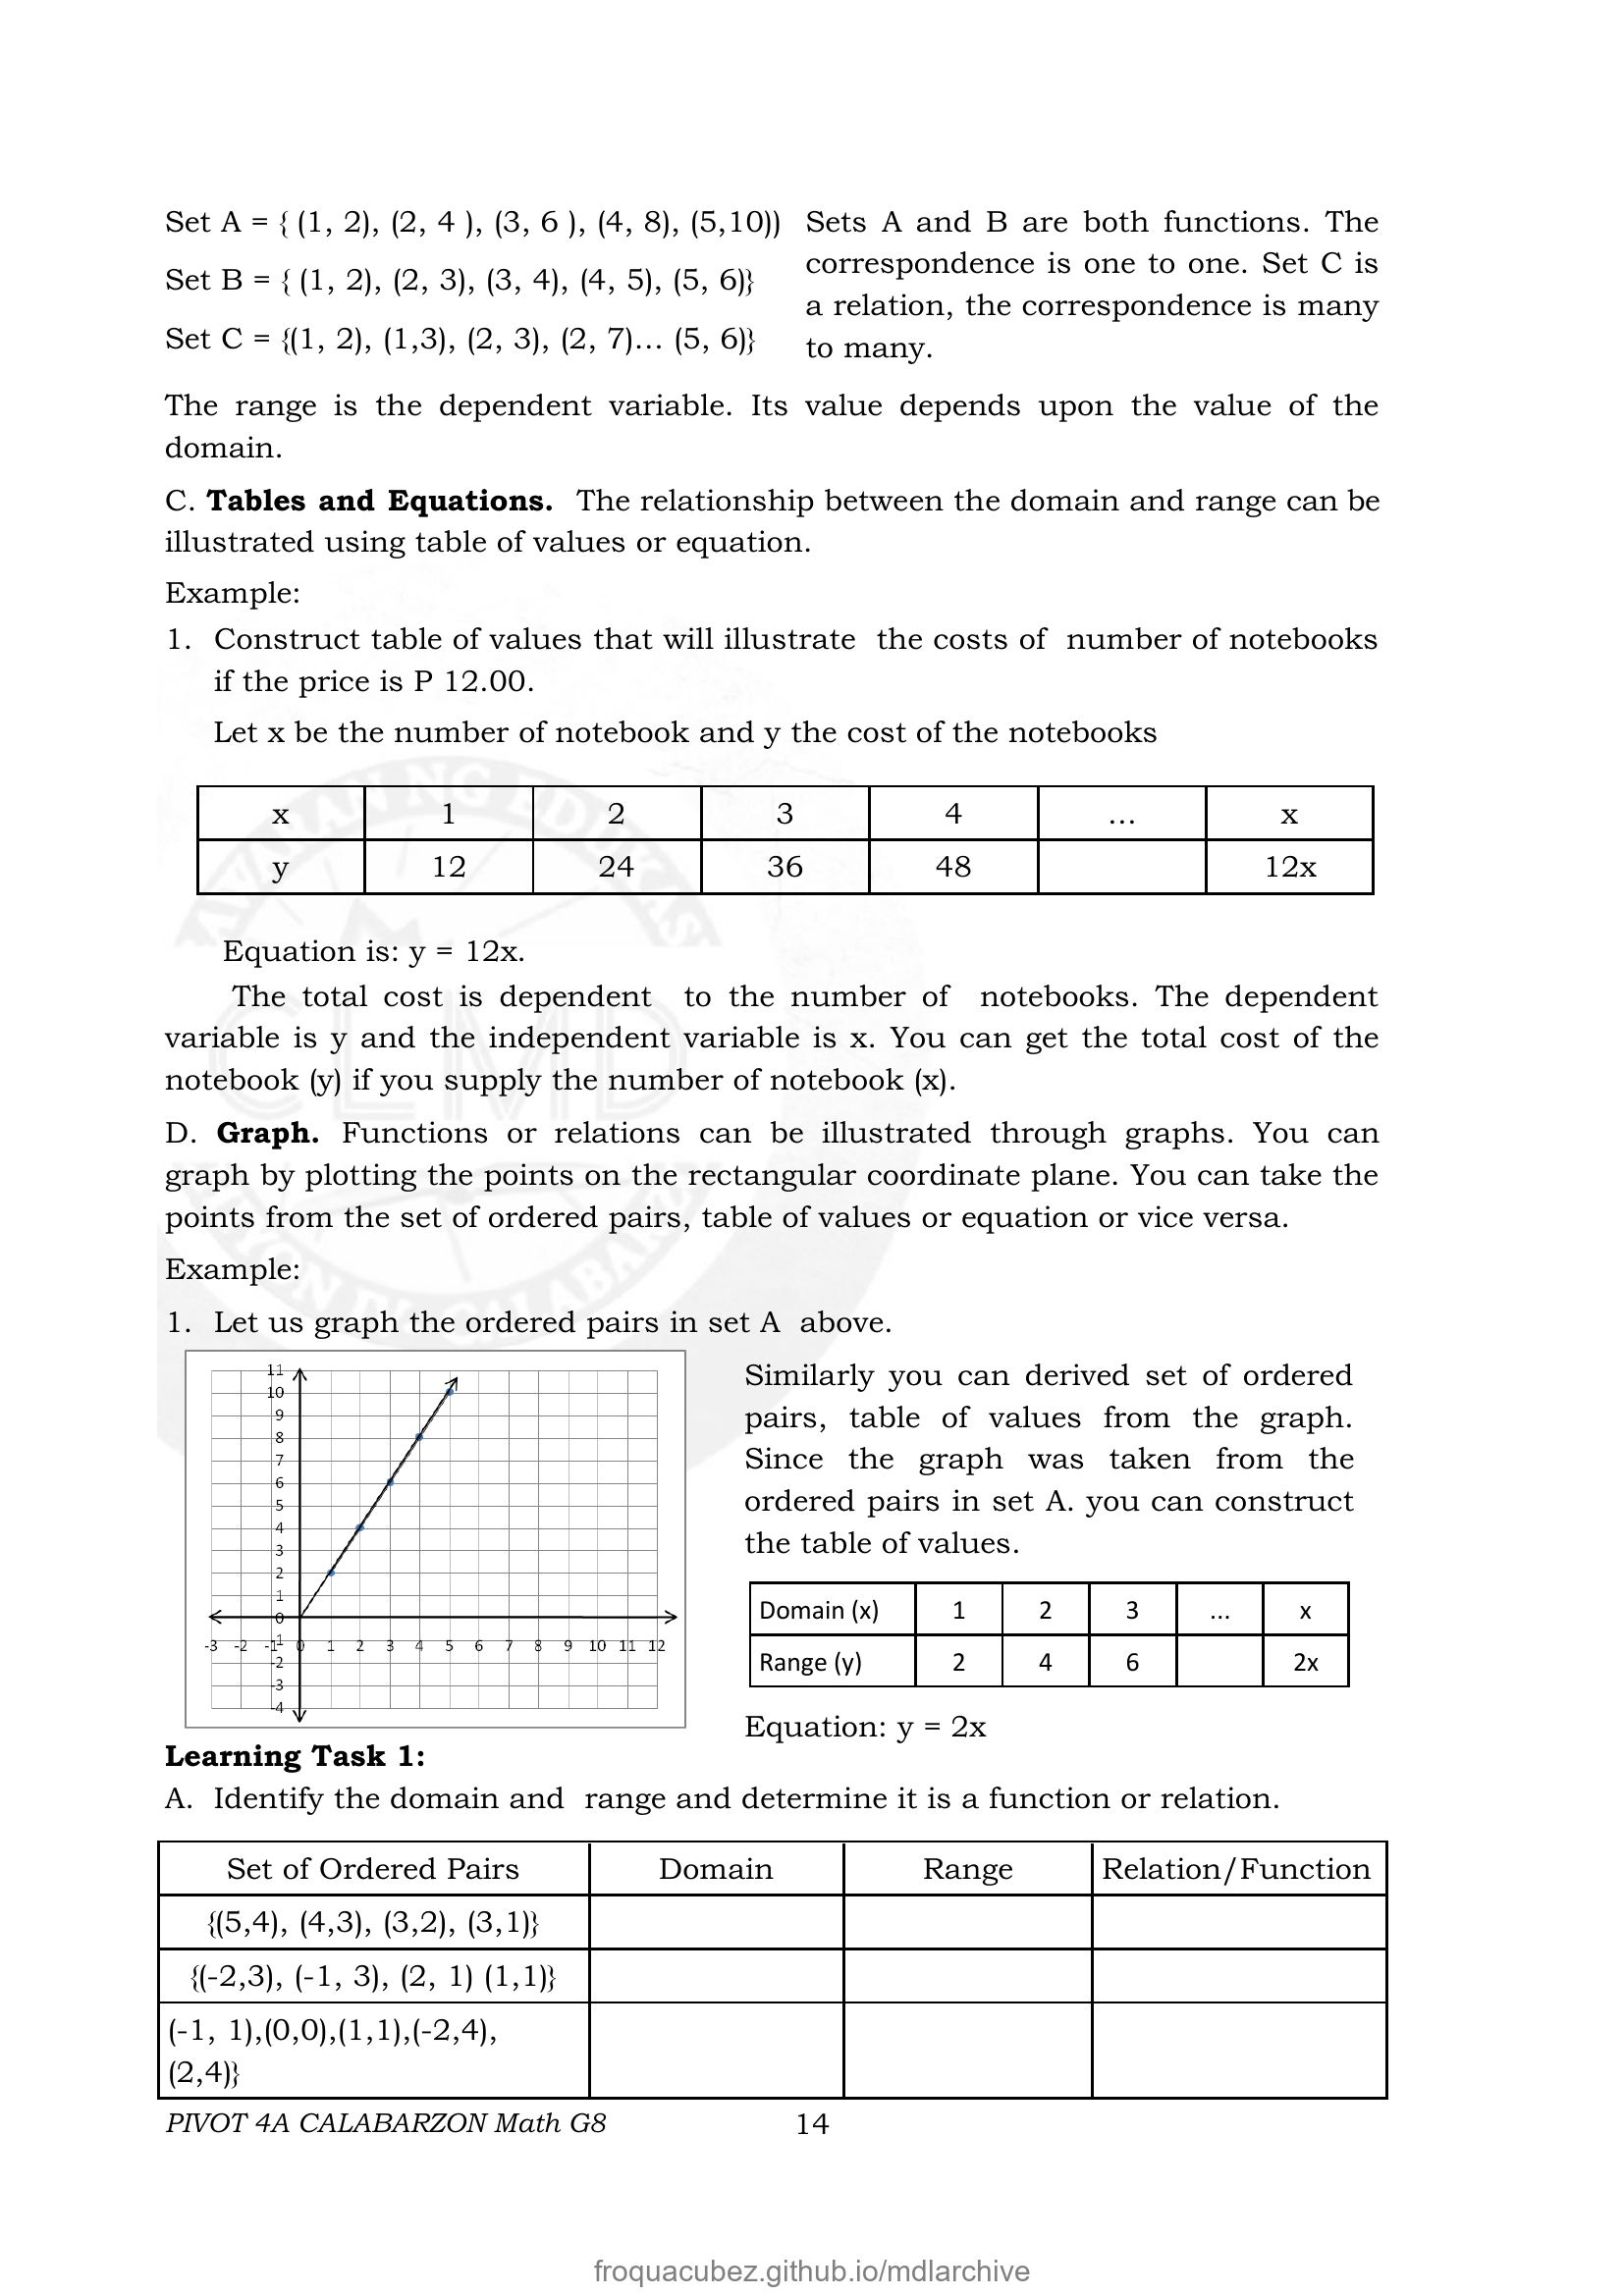 Set A = { (1, 2), (2, 4 ), (3, 6 ), (4, 8), (5,10))
Set B = { (1, 2), (2, 3), (3, 4), (4, 5), (5, 6)}
Set C = {(1, 2), (1,3), (2, 3), (2, 7)... (5, 6)}
Sets A and B are both functions. The
correspondence is one to one. Set C is
a relation, the correspondence is many
to many.
The range is the dependent variable. Its value depends upon the value of the
domain.
C. Tables and Equations. The relationship between the domain and range can be
illustrated using table of values or equation.
Example:
1. Construct table of values that will illustrate the costs of number of notebooks
if the price is P 12.00.
Let x be the number of notebook and y the cost of the notebooks
x 1 2 3 4 ... x
y 12 24 36 48 12x
Equation is: y = 12x.
The total cost is dependent to the number of notebooks. The dependent
variable is y and the independent variable is x. You can get the total cost of the
notebook (y) if you supply the number of notebook (x).
CLMD
D. Graph. Functions or relations can be illustrated through graphs. You can
graph by plotting the points on the rectangular coordinate plane. You can take the
points from the set of ordered pairs, table of values or equation or vice versa.
Example:
1. Let us graph the ordered pairs in set A above.
11
10
9
8
7
6
5
4
3
2
1
0
-1
-2
-3
-4
-3 -2 -1 0 1 2 3 4 5 6 7 8 9 10 11 12
Similarly you can derived set of ordered
pairs, table of values from the graph.
Since the graph was taken from the
ordered pairs in set A. you can construct
the table of values.
Domain (x) 1 2 3 ... x
Range (y) 2 4 6 2x
Equation: y = 2x
Learning Task 1:
A. Identify the domain and range and determine it is a function or relation.
Set of Ordered Pairs Domain Range Relation/Function
{(5,4), (4,3), (3,2), (3,1)}
{(-2,3), (-1, 3), (2, 1) (1,1)}
(-1, 1),(0,0),(1,1),(-2,4),
(2,4)}
PIVOT 4A CALABARZON Math G8 14
froquacubez.github.io/mdlarchive